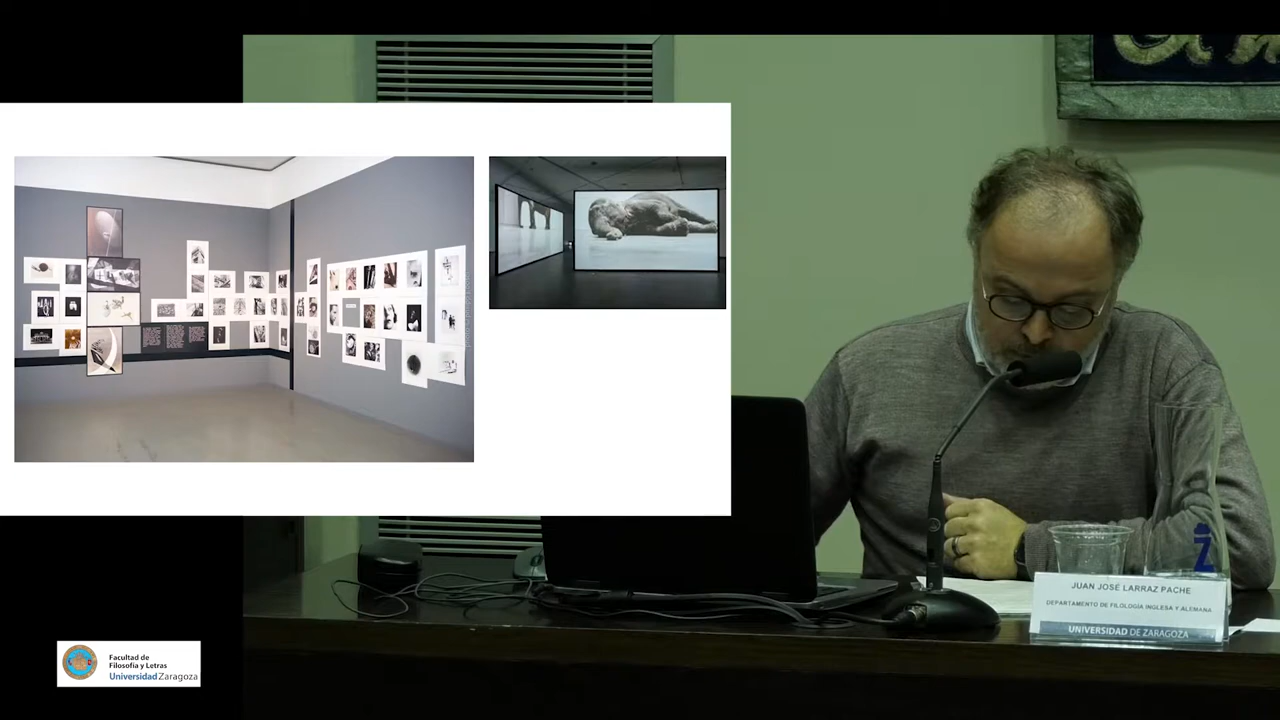 JUAN JOSÉ LARRAZ PACHE
DEPARTAMENTO DE FILOLOGÍA INGLESA Y ALEMANA
UNIVERSIDAD DE ZARAGOZA
Facultad de
Filosofía y Letras
Universidad Zaragoza